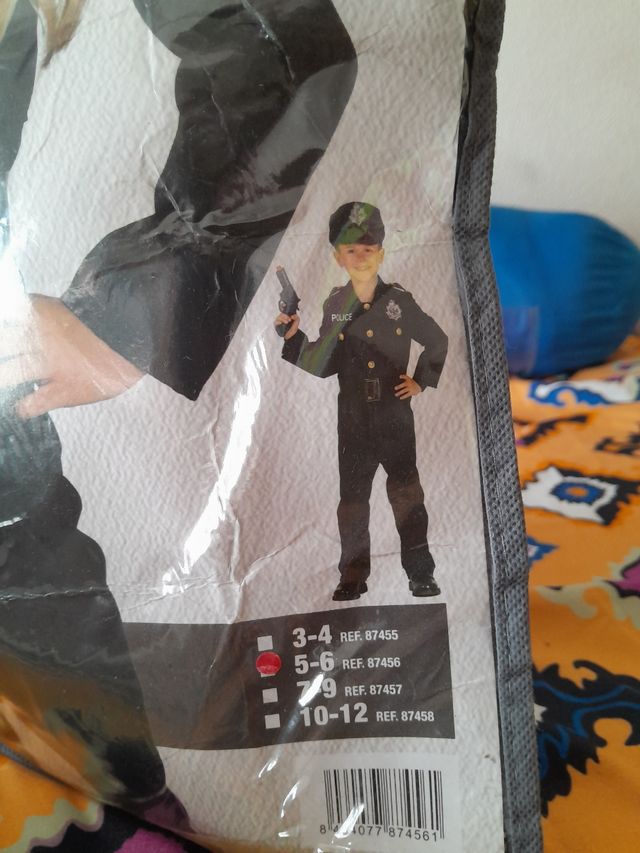 POLICE
3-4 REF. 87455
5-6 REF. 87456
7-9 REF. 87457
10-12 REF. 87458